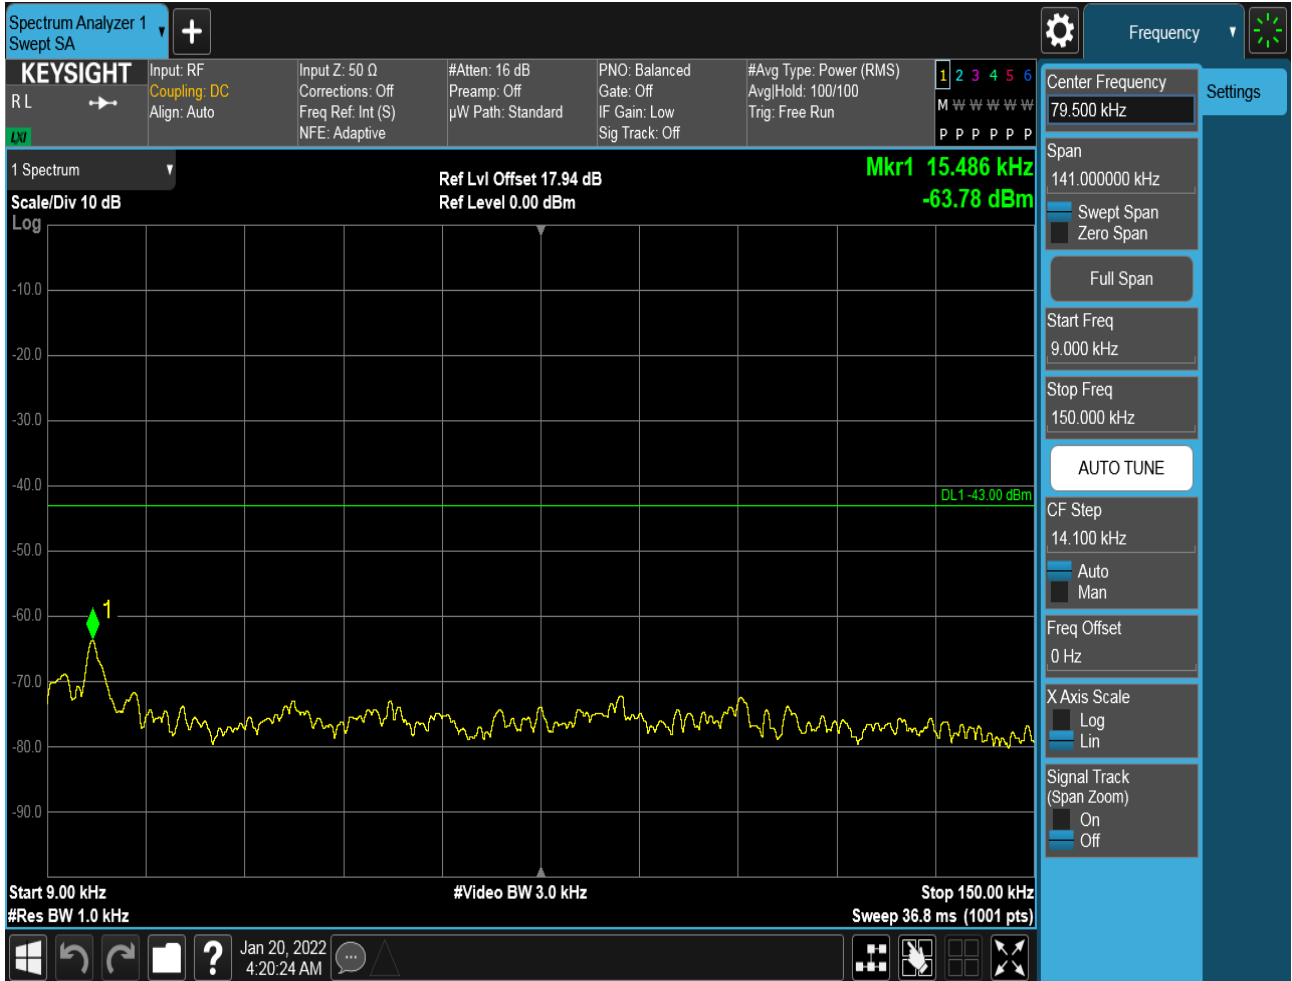 Spectrum Analyzer 1
Swept SA
+
Frequency
KEYSIGHT
R L
LXI
Input: RF
Coupling: DC
Align: Auto
Input Z: 50 Ω
Corrections: Off
Freq Ref: Int (S)
NFE: Adaptive
#Atten: 16 dB
Preamp: Off
µW Path: Standard
PNO: Balanced
Gate: Off
IF Gain: Low
Sig Track: Off
#Avg Type: Power (RMS)
Avg|Hold: 100/100
Trig: Free Run
1 2 3 4 5 6
M W W W W W
P P P P P P
1 Spectrum
Scale/Div 10 dB
Log
Ref Lvl Offset 17.94 dB
Ref Level 0.00 dBm
Mkr1 15.486 kHz
-63.78 dBm
-10.0
-20.0
-30.0
-40.0
DL1 -43.00 dBm
-50.0
-60.0
1
-70.0
-80.0
-90.0
Start 9.00 kHz
#Video BW 3.0 kHz
Stop 150.00 kHz
#Res BW 1.0 kHz
Sweep 36.8 ms (1001 pts)
?
Jan 20, 2022
4:20:24 AM
Center Frequency
79.500 kHz
Settings
Span
141.000000 kHz
Swept Span
Zero Span
Full Span
Start Freq
9.000 kHz
Stop Freq
150.000 kHz
AUTO TUNE
CF Step
14.100 kHz
Auto
Man
Freq Offset
0 Hz
X Axis Scale
Log
Lin
Signal Track
(Span Zoom)
On
Off